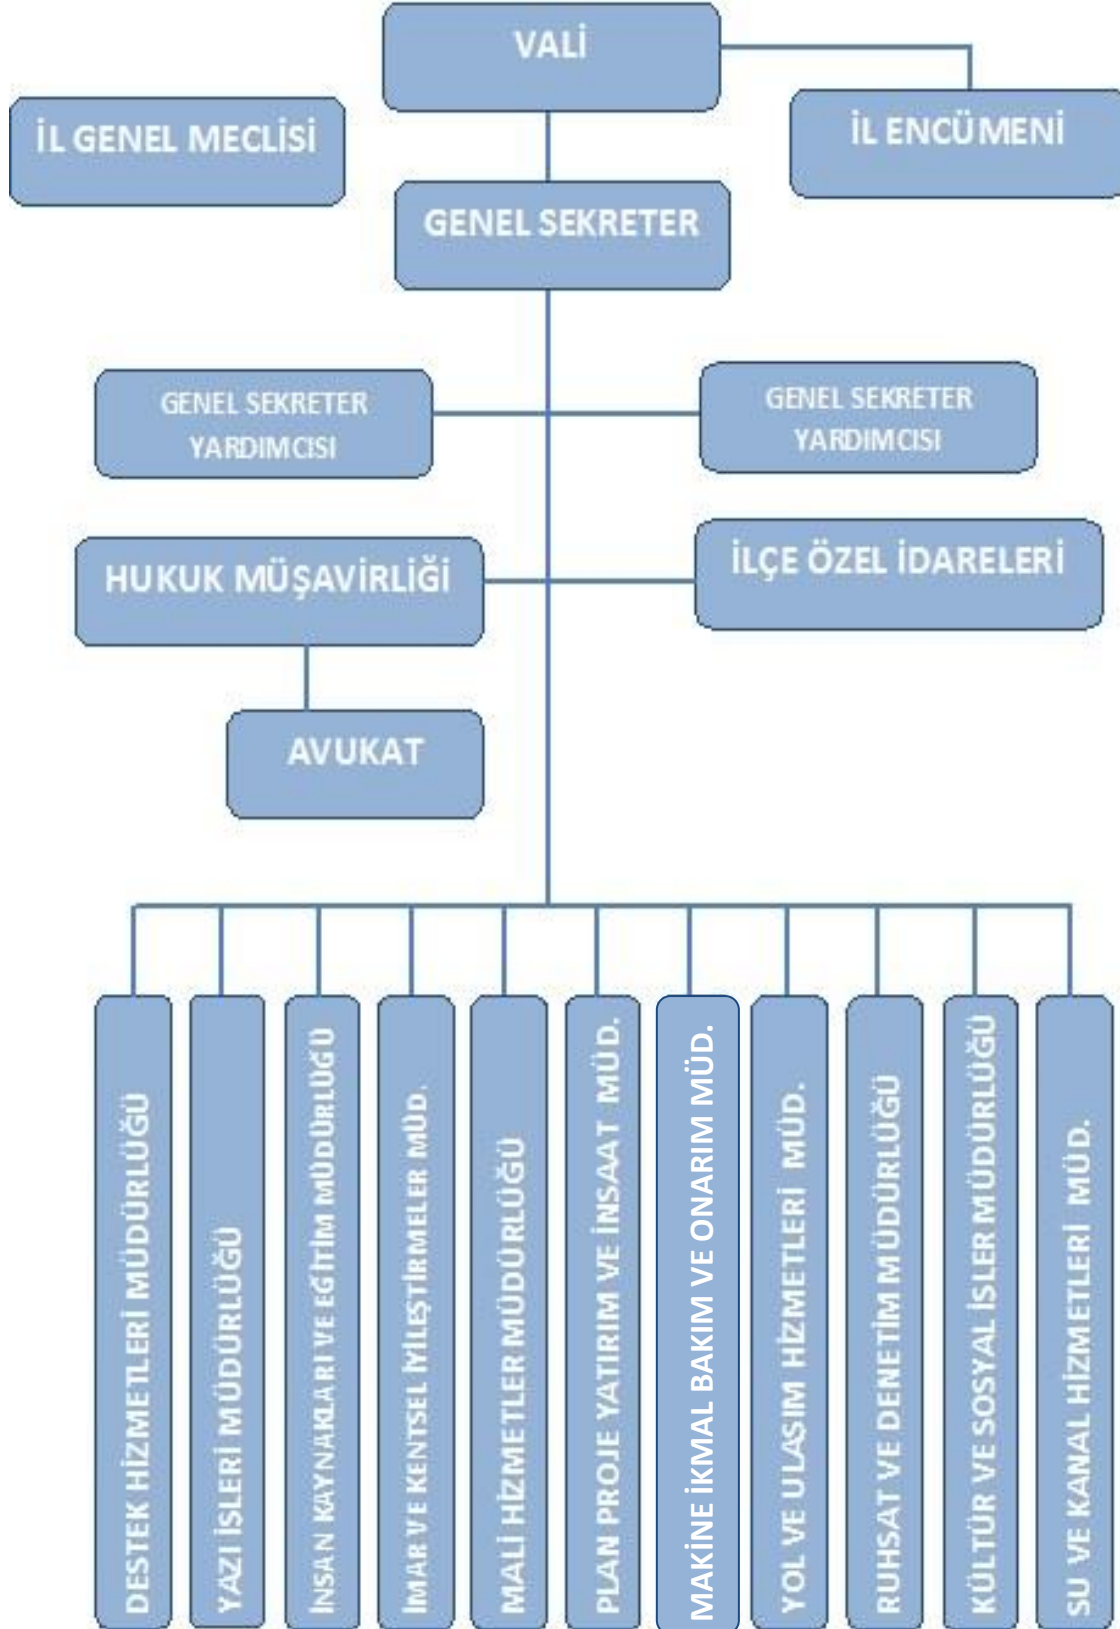 VALİ
İL GENEL MECLİSİ
İL ENCÜMENİ
GENEL SEKRETER
GENEL SEKRETER
YARDIMCISI
GENEL SEKRETER
YARDIMCISI
HUKUK MÜŞAVİRLİĞİ
İLÇE ÖZEL İDARELERİ
AVUKAT
DESTEK HİZMETLERİ MÜDÜRLÜĞÜ
YAZI İŞLERİ MÜDÜRLÜĞÜ
İNSAN KAYNAKLARI VE EĞİTİM MÜDÜRLÜĞÜ
İMAR VE KENTSEL İYİLEŞTİRMELER MÜD.
MALİ HİZMETLER MÜDÜRLÜĞÜ
PLAN PROJE YATIRIM VE İNSAAT MÜD.
MAKİNE İKMAL BAKIM VE ONARIM MÜD.
YOL VE ULAŞIM HİZMETLERİ MÜD.
RUHSAT VE DENETİM MÜDÜRLÜĞÜ
KÜLTÜR VE SOSYAL İŞLER MÜDÜRLÜĞÜ
SU VE KANAL HİZMETLERİ MÜD.